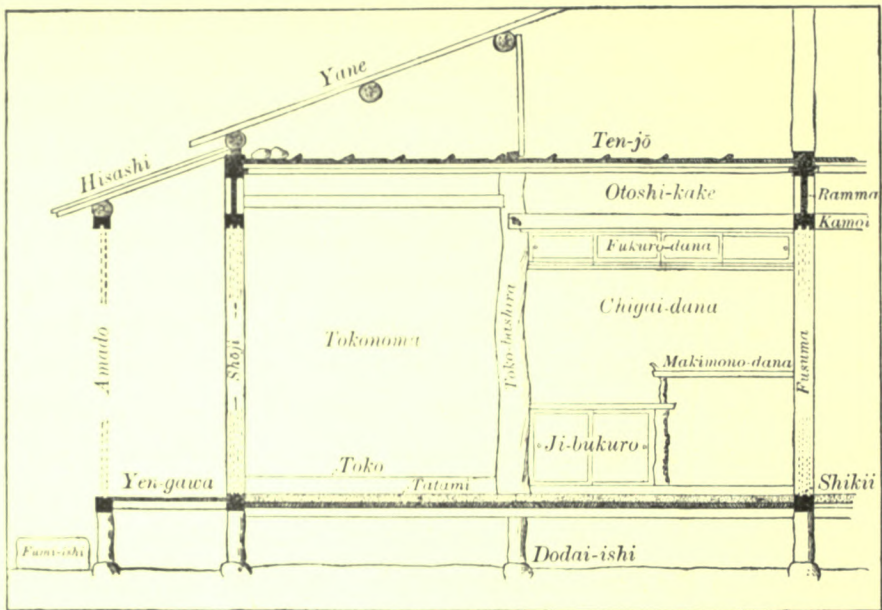 Yane
Ten-jō
Hisashi
Otoshi-kake
Ramma
Kamoi
Fukuro-dana
Chigai-dana
Tokonoma
Amado
Shōji
Toko-bashira
Makimono-dana
Fusuma
Ji-bukuro
Toko
Tatami
Yen-gawa
Shikii
Fumi-ishi
Dodai-ishi